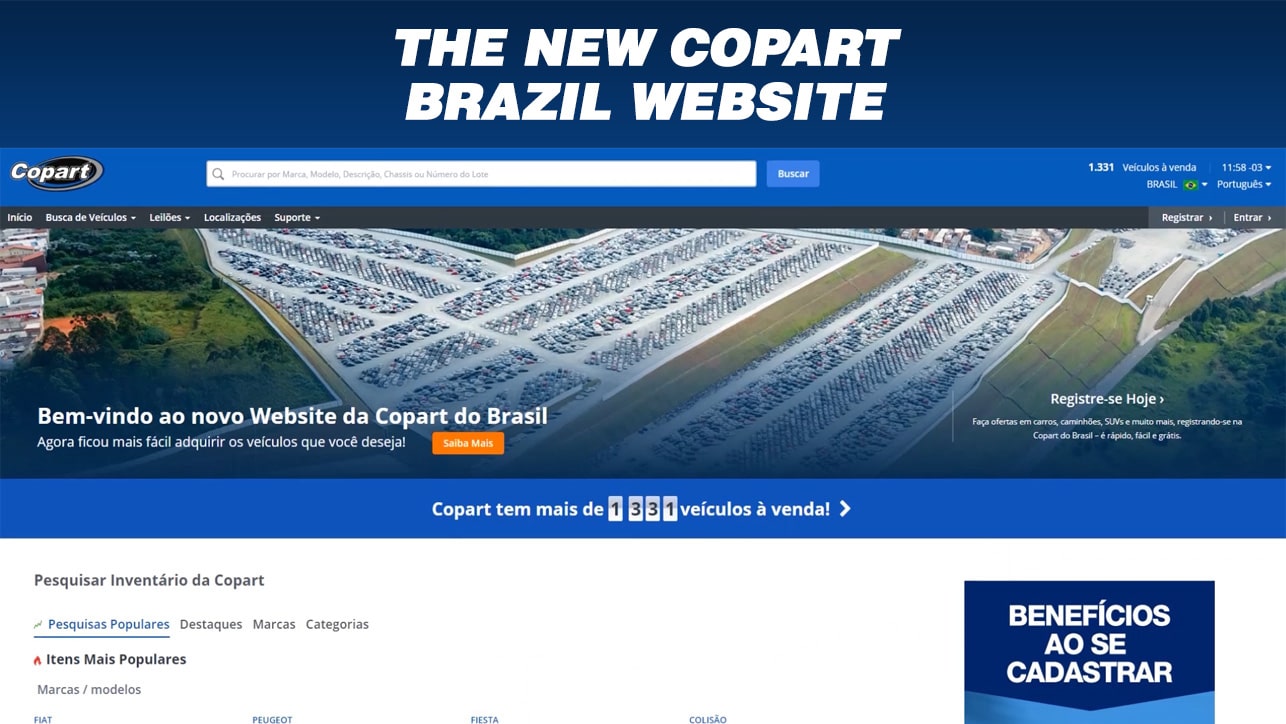 THE NEW COPART
BRAZIL WEBSITE
Copart
Procurar por Marca, Modelo, Descrição, Chassis ou Número do Lote
Buscar
1.331 Veículos à venda
11:58 -03
BRASIL
Português
Início Busca de Veículos Leilões Localizações Suporte
Registrar › Entrar ›
Bem-vindo ao novo Website da Copart do Brasil
Agora ficou mais fácil adquirir os veículos que você deseja!
Saiba Mais
Registre-se Hoje ›
Faça ofertas em carros, caminhões, SUVs e muito mais, registrando-se na
Copart do Brasil – é rápido, fácil e grátis.
Copart tem mais de 1 331 veículos à venda!
Pesquisar Inventário da Copart
Pesquisas Populares Destaques Marcas Categorias
Itens Mais Populares
Marcas / modelos
FIAT PEUGEOT FIESTA COLISÃO
BENEFÍCIOS
AO SE
CADASTRAR